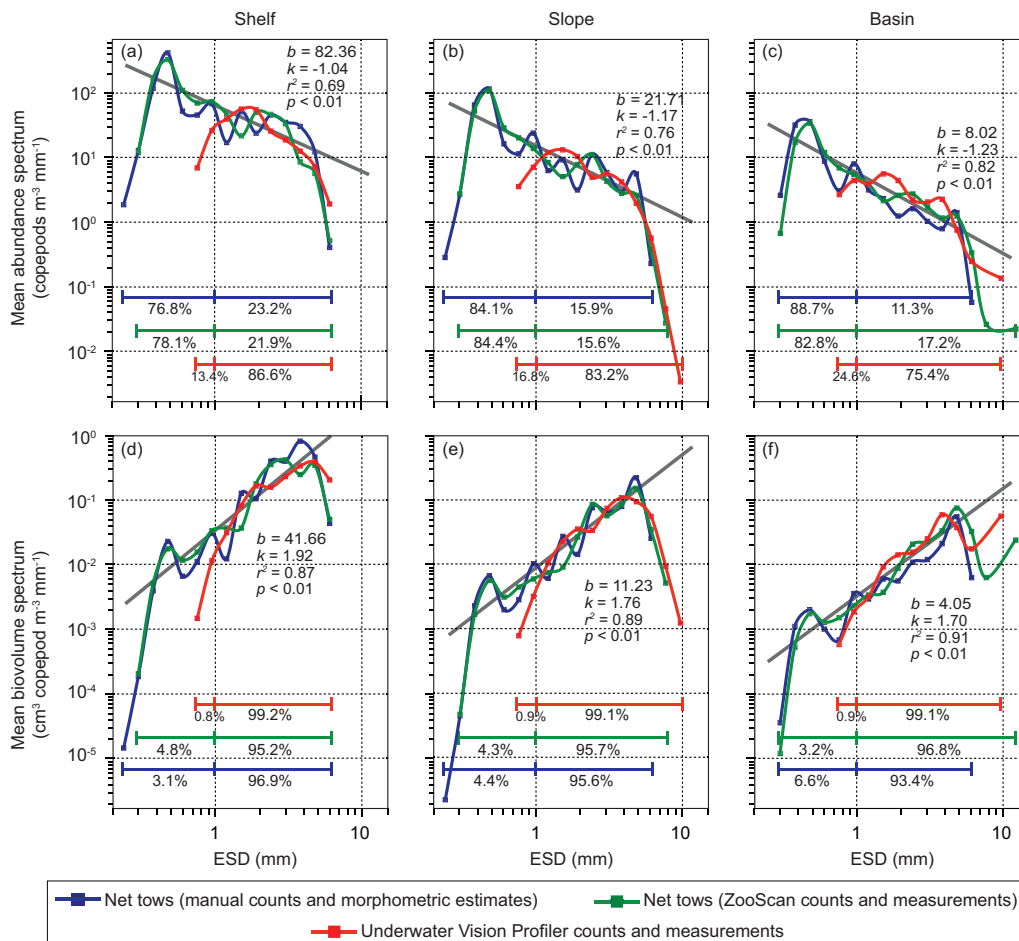 Shelf
Slope
Basin
Mean abundance spectrum
(copepods m-3 mm-1)
10²
10¹
10⁰
10⁻¹
10⁻²
(a)
b = 82.36
k = -1.04
r² = 0.69
p < 0.01
76.8%
23.2%
78.1%
21.9%
13.4%
86.6%
(b)
b = 21.71
k = -1.17
r² = 0.76
p < 0.01
84.1%
15.9%
84.4%
15.6%
16.8%
83.2%
(c)
b = 8.02
k = -1.23
r² = 0.82
p < 0.01
88.7%
11.3%
82.8%
17.2%
24.6%
75.4%
Mean biovolume spectrum
(cm³ copepod m-3 mm-1)
10⁰
10⁻¹
10⁻²
10⁻³
10⁻⁴
10⁻⁵
(d)
b = 41.66
k = 1.92
r² = 0.87
p < 0.01
0.8%
99.2%
4.8%
95.2%
3.1%
96.9%
(e)
b = 11.23
k = 1.76
r² = 0.89
p < 0.01
0.9%
99.1%
4.3%
95.7%
4.4%
95.6%
(f)
b = 4.05
k = 1.70
r² = 0.91
p < 0.01
0.9%
99.1%
3.2%
96.8%
6.6%
93.4%
1 10
1 10
1 10
ESD (mm)
ESD (mm)
ESD (mm)
Net tows (manual counts and morphometric estimates)
Net tows (ZooScan counts and measurements)
Underwater Vision Profiler counts and measurements